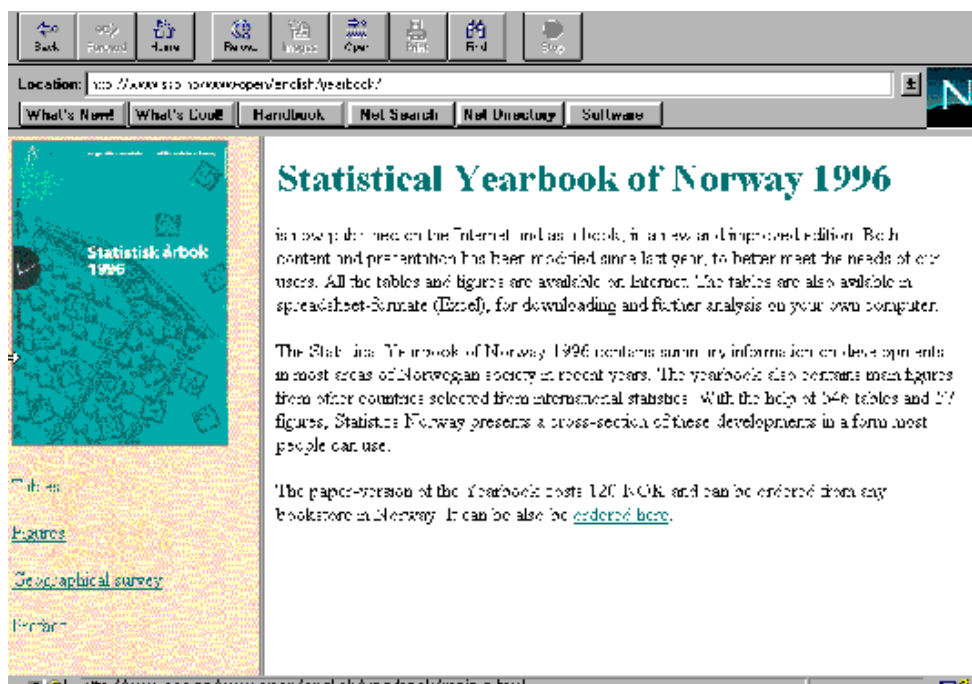 Back Forward Home Reload Images Open Print Find Stop
Location:
What's New! What's Cool! Handbook Net Search Net Directory Software
N
Statistisk årbok
1996
Tables
Figures
Geographical survey
Preface
Statistical Yearbook of Norway 1996
is now published on the Internet and as a book, in a new and improved edition. Both
content and presentation has been modified since last year, to better meet the needs of our
users. All the tables and figures are available on Internet. The tables are also available in
spreadsheet-formate (Excel), for downloading and further analysis on your own computer.
The Statistical Yearbook of Norway 1996 contains summary information on developments
in most areas of Norwegian society in recent years. The yearbook also contains main figures
from other countries selected from international statistics. With the help of tables and
figures, Statistics Norway presents a cross-section of these developments in a form most
people can use.
The paper-version of the Yearbook costs 120 NOK and can be ordered from any
bookstore in Norway. It can be also be ordered here.